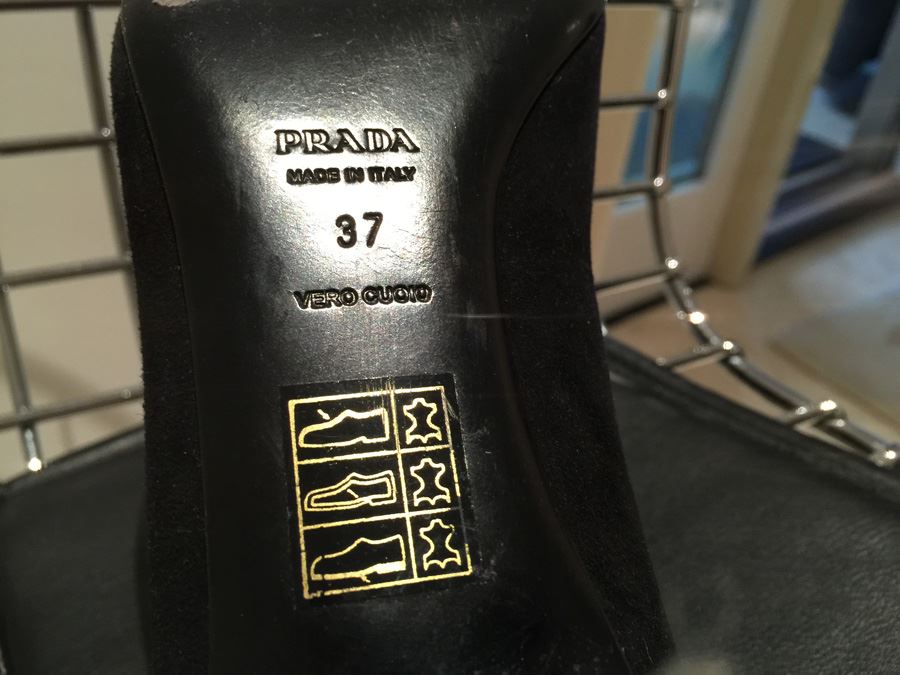 PRADA
MADE IN ITALY
37
VERO CUOIO